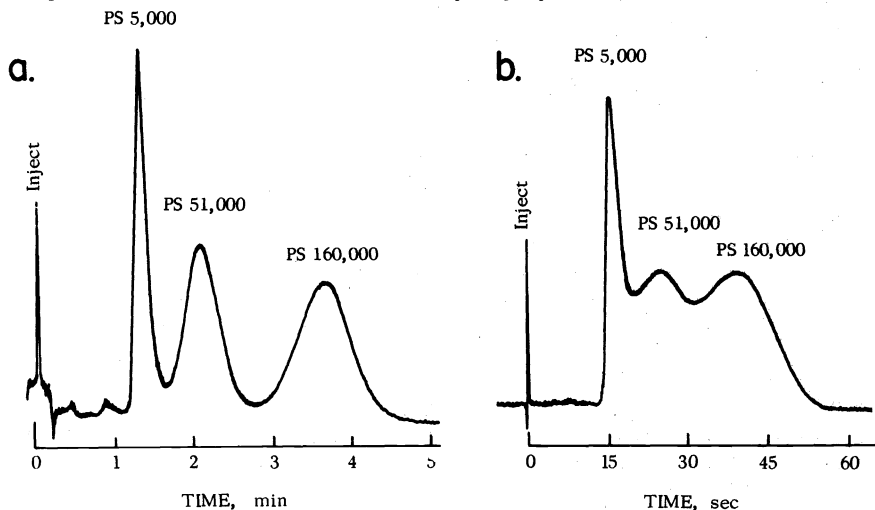 a.
PS 5,000
Inject
PS 51,000
PS 160,000
0 1 2 3 4 5
TIME, min
b.
PS 5,000
Inject
PS 51,000
PS 160,000
0 15 30 45 60
TIME, sec